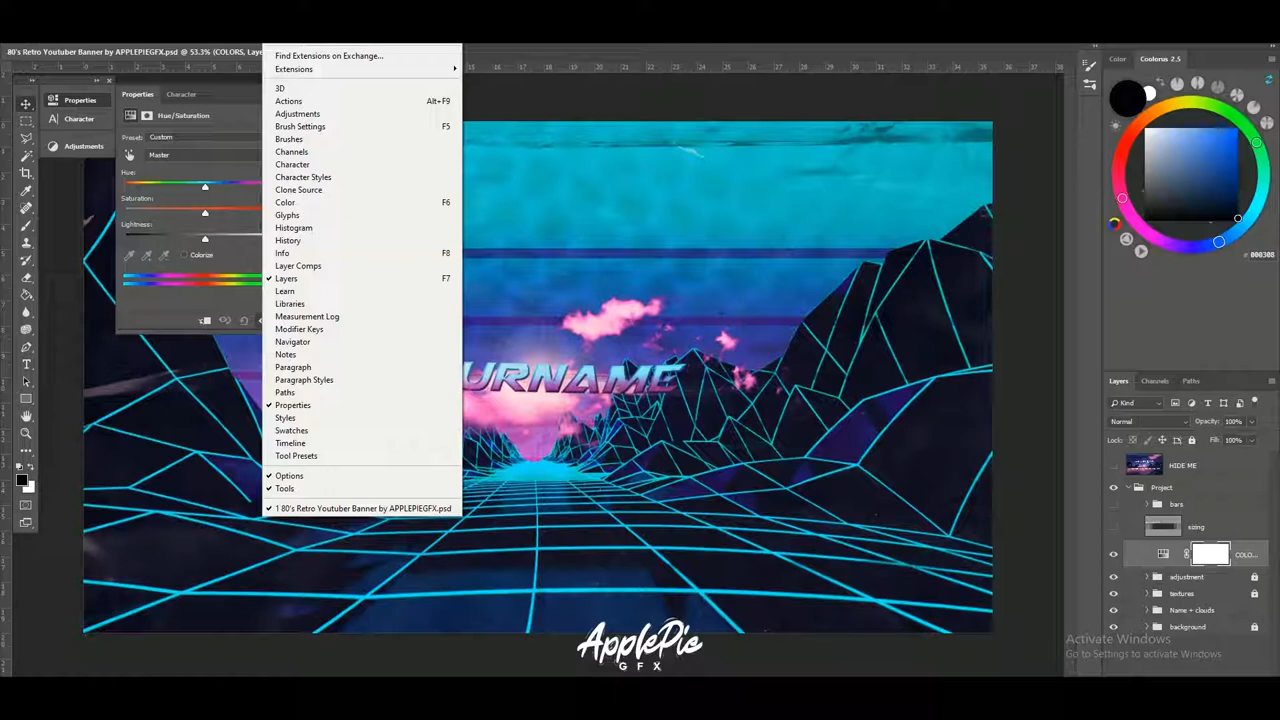 80's Retro Youtuber Banner by APPLEPIEGFX.psd @ 53.3% (COLORS, Laye
Properties
Character
Adjustments
Properties
Character
Hue/Saturation
Preset:
Custom
Master
Hue:
Saturation:
Lightness:
Colorize
Find Extensions on Exchange...
Extensions
3D
Actions Alt+F9
Adjustments
Brush Settings F5
Brushes
Channels
Character
Character Styles
Clone Source
Color F6
Glyphs
Histogram
History
Info F8
Layer Comps
Layers F7
Learn
Libraries
Measurement Log
Modifier Keys
Navigator
Notes
Paragraph
Paragraph Styles
Paths
Properties
Styles
Swatches
Timeline
Tool Presets
Options
Tools
1 80's Retro Youtuber Banner by APPLEPIEGFX.psd
URNAME
ApplePie
GFX
Color
Coolorus 2.5
# 000308
Layers
Channels
Paths
Kind
Normal
Opacity: 100%
Lock:
Fill: 100%
HIDE ME
Project
bars
sizing
COLO...
adjustment
textures
Name + clouds
background
Activate Windows
Go to Settings to activate Windows.